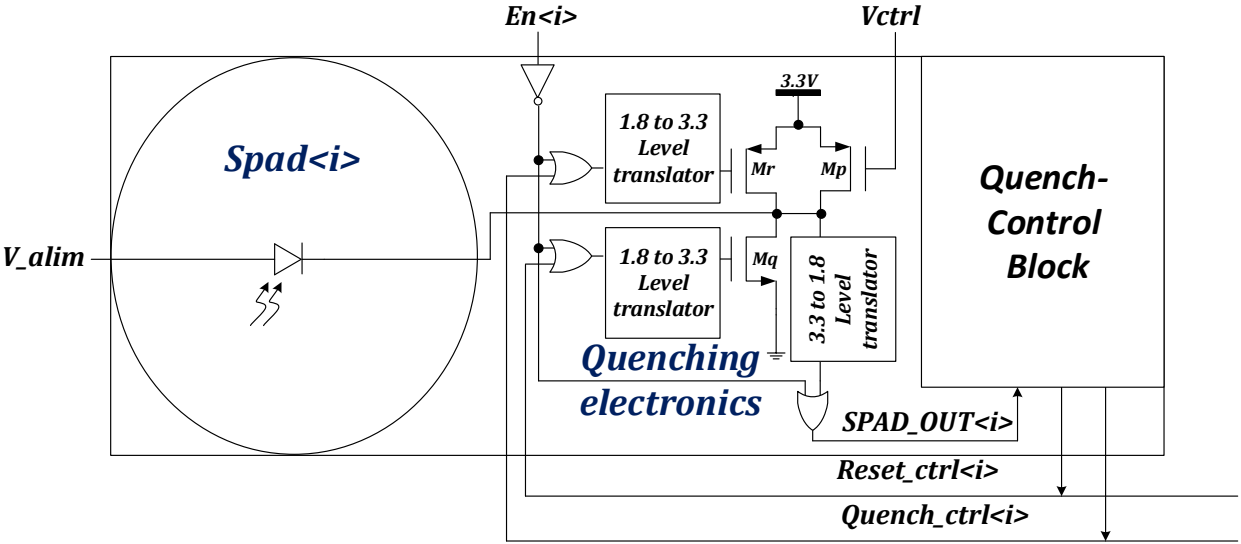 En<i>
Vctrl
3.3V
1.8 to 3.3
Level
translator
Mr
Mp
Spad<i>
Quench-
Control
Block
V_alim
1.8 to 3.3
Level
translator
Mq
3.3 to 1.8
Level
translator
Quenching
electronics
SPAD_OUT<i>
Reset_ctrl<i>
Quench_ctrl<i>